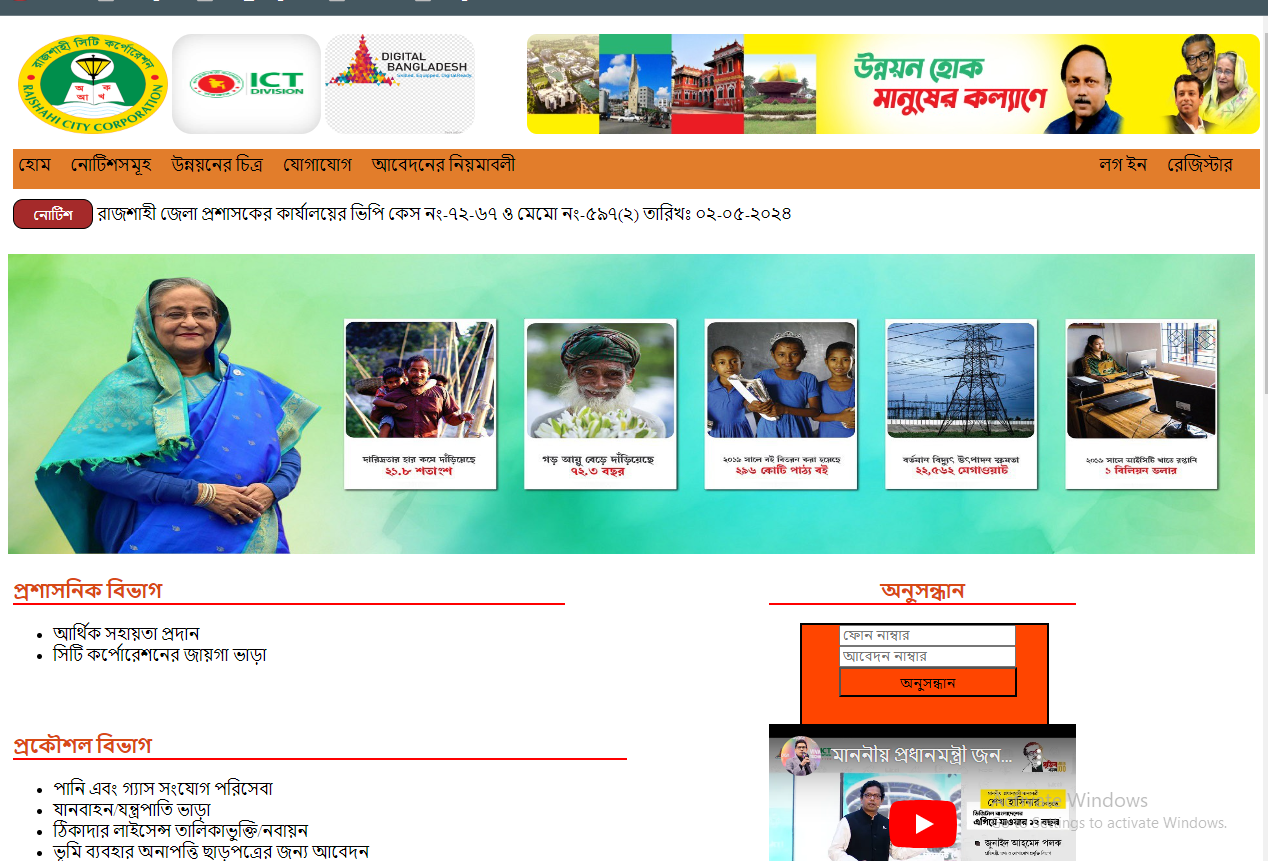 রাজশাহী সিটি কর্পোরেশন
অ ক
আ খ
RAJSHAHI CITY CORPORATION
ICT
DIVISION
DIGITAL
BANGLADESH
উন্নয়ন হোক
মানুষের কল্যাণে
হোম নোটিশসমূহ উন্নয়নের চিত্র যোগাযোগ আবেদনের নিয়মাবলী লগ ইন রেজিস্টার
নোটিশ রাজশাহী জেলা প্রশাসকের কার্যালয়ের ভিপি কেস নং-৭২-৬৭ ও মেমো নং-৫৯৭(২) তারিখঃ ০২-০৫-২০২৪
দারিদ্রতার হার কমে দাঁড়িয়েছে
২১.৮ শতাংশ
গড় আয়ু বেড়ে দাঁড়িয়েছে
৭২.৩ বছর
২০১৯ সালে বই বিতরন করা হয়েছে
২৯৬ কোটি পাঠ্য বই
বর্তমান বিদ্যুৎ উৎপাদন ক্ষমতা
২২,৫৬২ মেগাওয়াট
২০১৯ সালে আইসিটি খাতে রপ্তানি
১ বিলিয়ন ডলার
প্রশাসনিক বিভাগ
আর্থিক সহায়তা প্রদান
সিটি কর্পোরেশনের জায়গা ভাড়া
প্রকৌশল বিভাগ
পানি এবং গ্যাস সংযোগ পরিসেবা
যানবাহন/যন্ত্রপাতি ভাড়া
ঠিকাদার লাইসেন্স তালিকাভুক্তি/নবায়ন
ভূমি ব্যবহার অনাপত্তি ছাড়পত্রের জন্য আবেদন
অনুসন্ধান
ফোন নাম্বার
আবেদন নাম্বার
অনুসন্ধান
মাননীয় প্রধানমন্ত্রী জন...
শেখ হাসিনার
এগিয়ে যাওয়ার ১২ বছর
জুনাইদ আহমেদ পলক
Windows
to activate Windows.